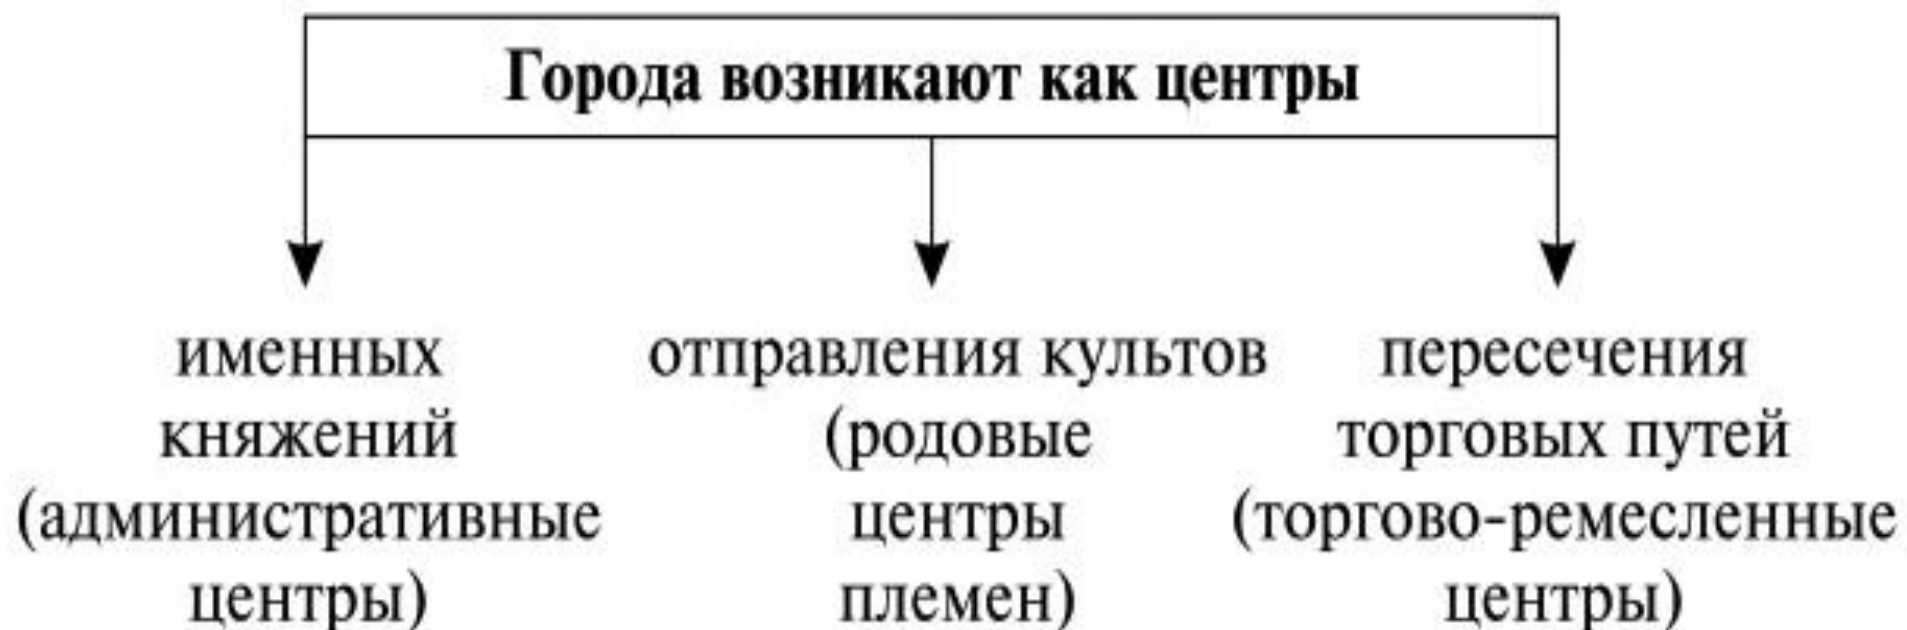 Города возникают как центры
именных
княжений
(административные
центры)
отправления культов
(родовые
центры
племен)
пересечения
торговых путей
(торгово-ремесленные
центры)